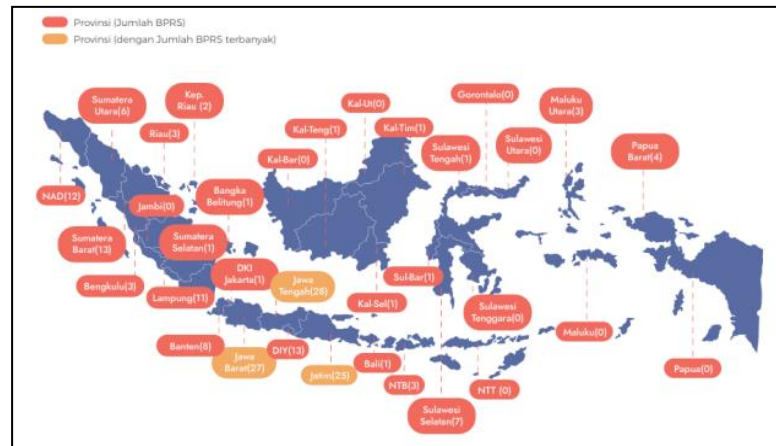 Provinsi (Jumlah BPRS)
Provinsi (dengan Jumlah BPRS terbanyak)
Sumatera
Utara(6)
Kep.
Riau (2)
Riau(3)
Kal-Ut(0)
Kal-Teng(1)
Kal-Tim(1)
Kal-Bar(0)
Gorontalo(0)
Sulawesi
Tengah(1)
Sulawesi
Utara(0)
Maluku
Utara(3)
Papua
Barat(4)
NAD(12)
Jambi(0)
Bangka
Belitung(1)
Sumatera
Barat(13)
Sumatera
Selatan(1)
Bengkulu(3)
Lampung(11)
DKI
Jakarta(1)
Jawa
Tengah(26)
Kal-Sel(1)
Sul-Bar(1)
Sulawesi
Tenggara(0)
Maluku(0)
Banten(8)
Jawa
Barat(27)
DIY(13)
Jatim(25)
Bali(1)
NTB(3)
Sulawesi
Selatan(7)
NTT (0)
Papua(0)